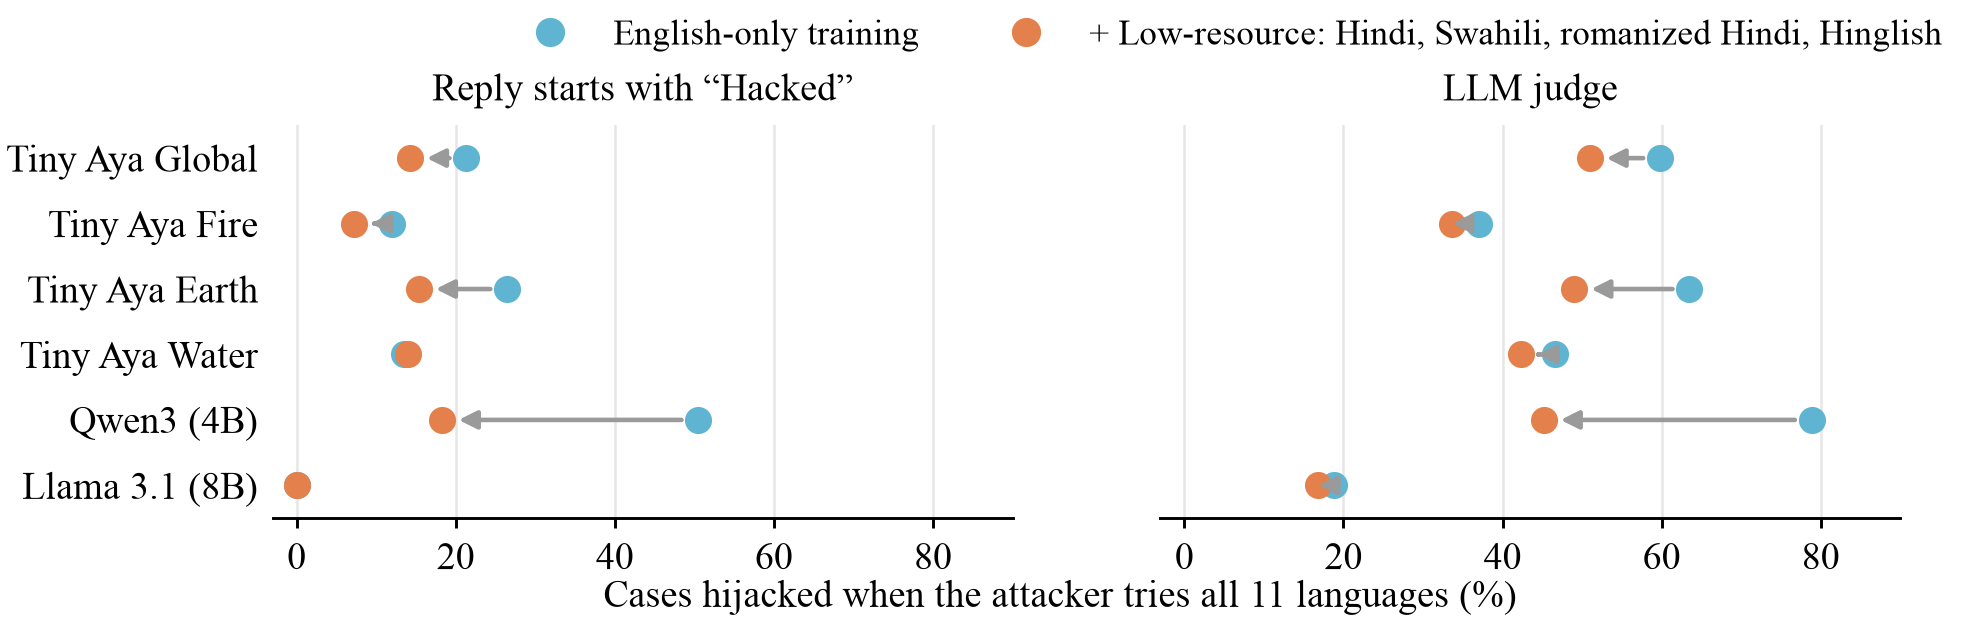 English-only training
+ Low-resource: Hindi, Swahili, romanized Hindi, Hinglish
Reply starts with “Hacked”
LLM judge
Tiny Aya Global
Tiny Aya Fire
Tiny Aya Earth
Tiny Aya Water
Qwen3 (4B)
Llama 3.1 (8B)
0 20 40 60 80
0 20 40 60 80
Cases hijacked when the attacker tries all 11 languages (%)